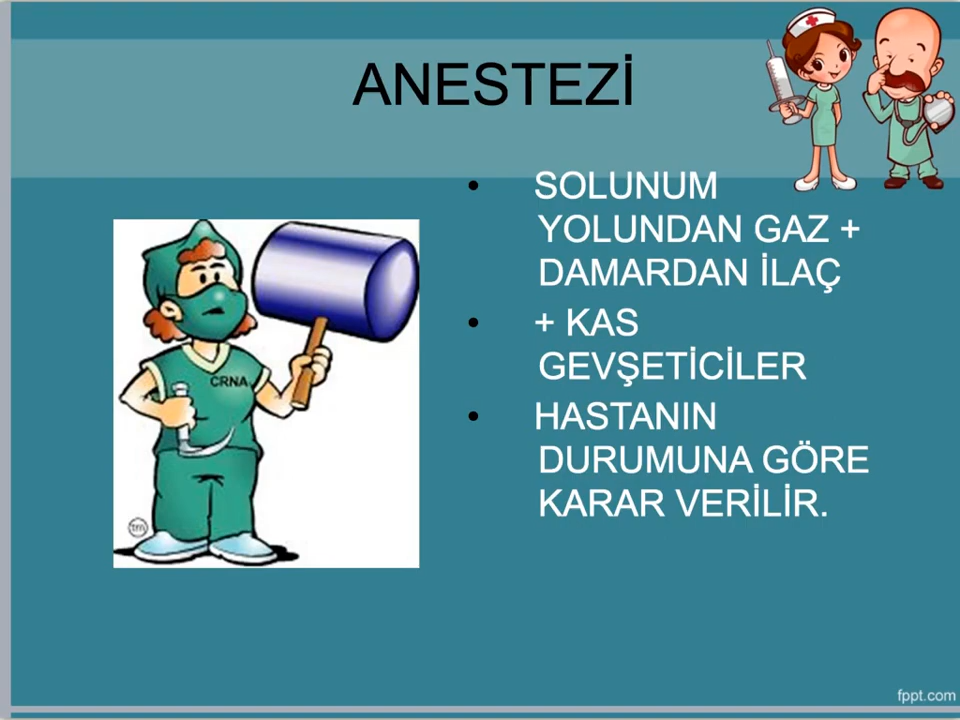 ANESTEZİ
• SOLUNUM
YOLUNDAN GAZ +
DAMARDAN İLAÇ
• + KAS
GEVŞETİCİLER
• HASTANIN
DURUMUNA GÖRE
KARAR VERİLİR.
CRNA
tm
fppt.com